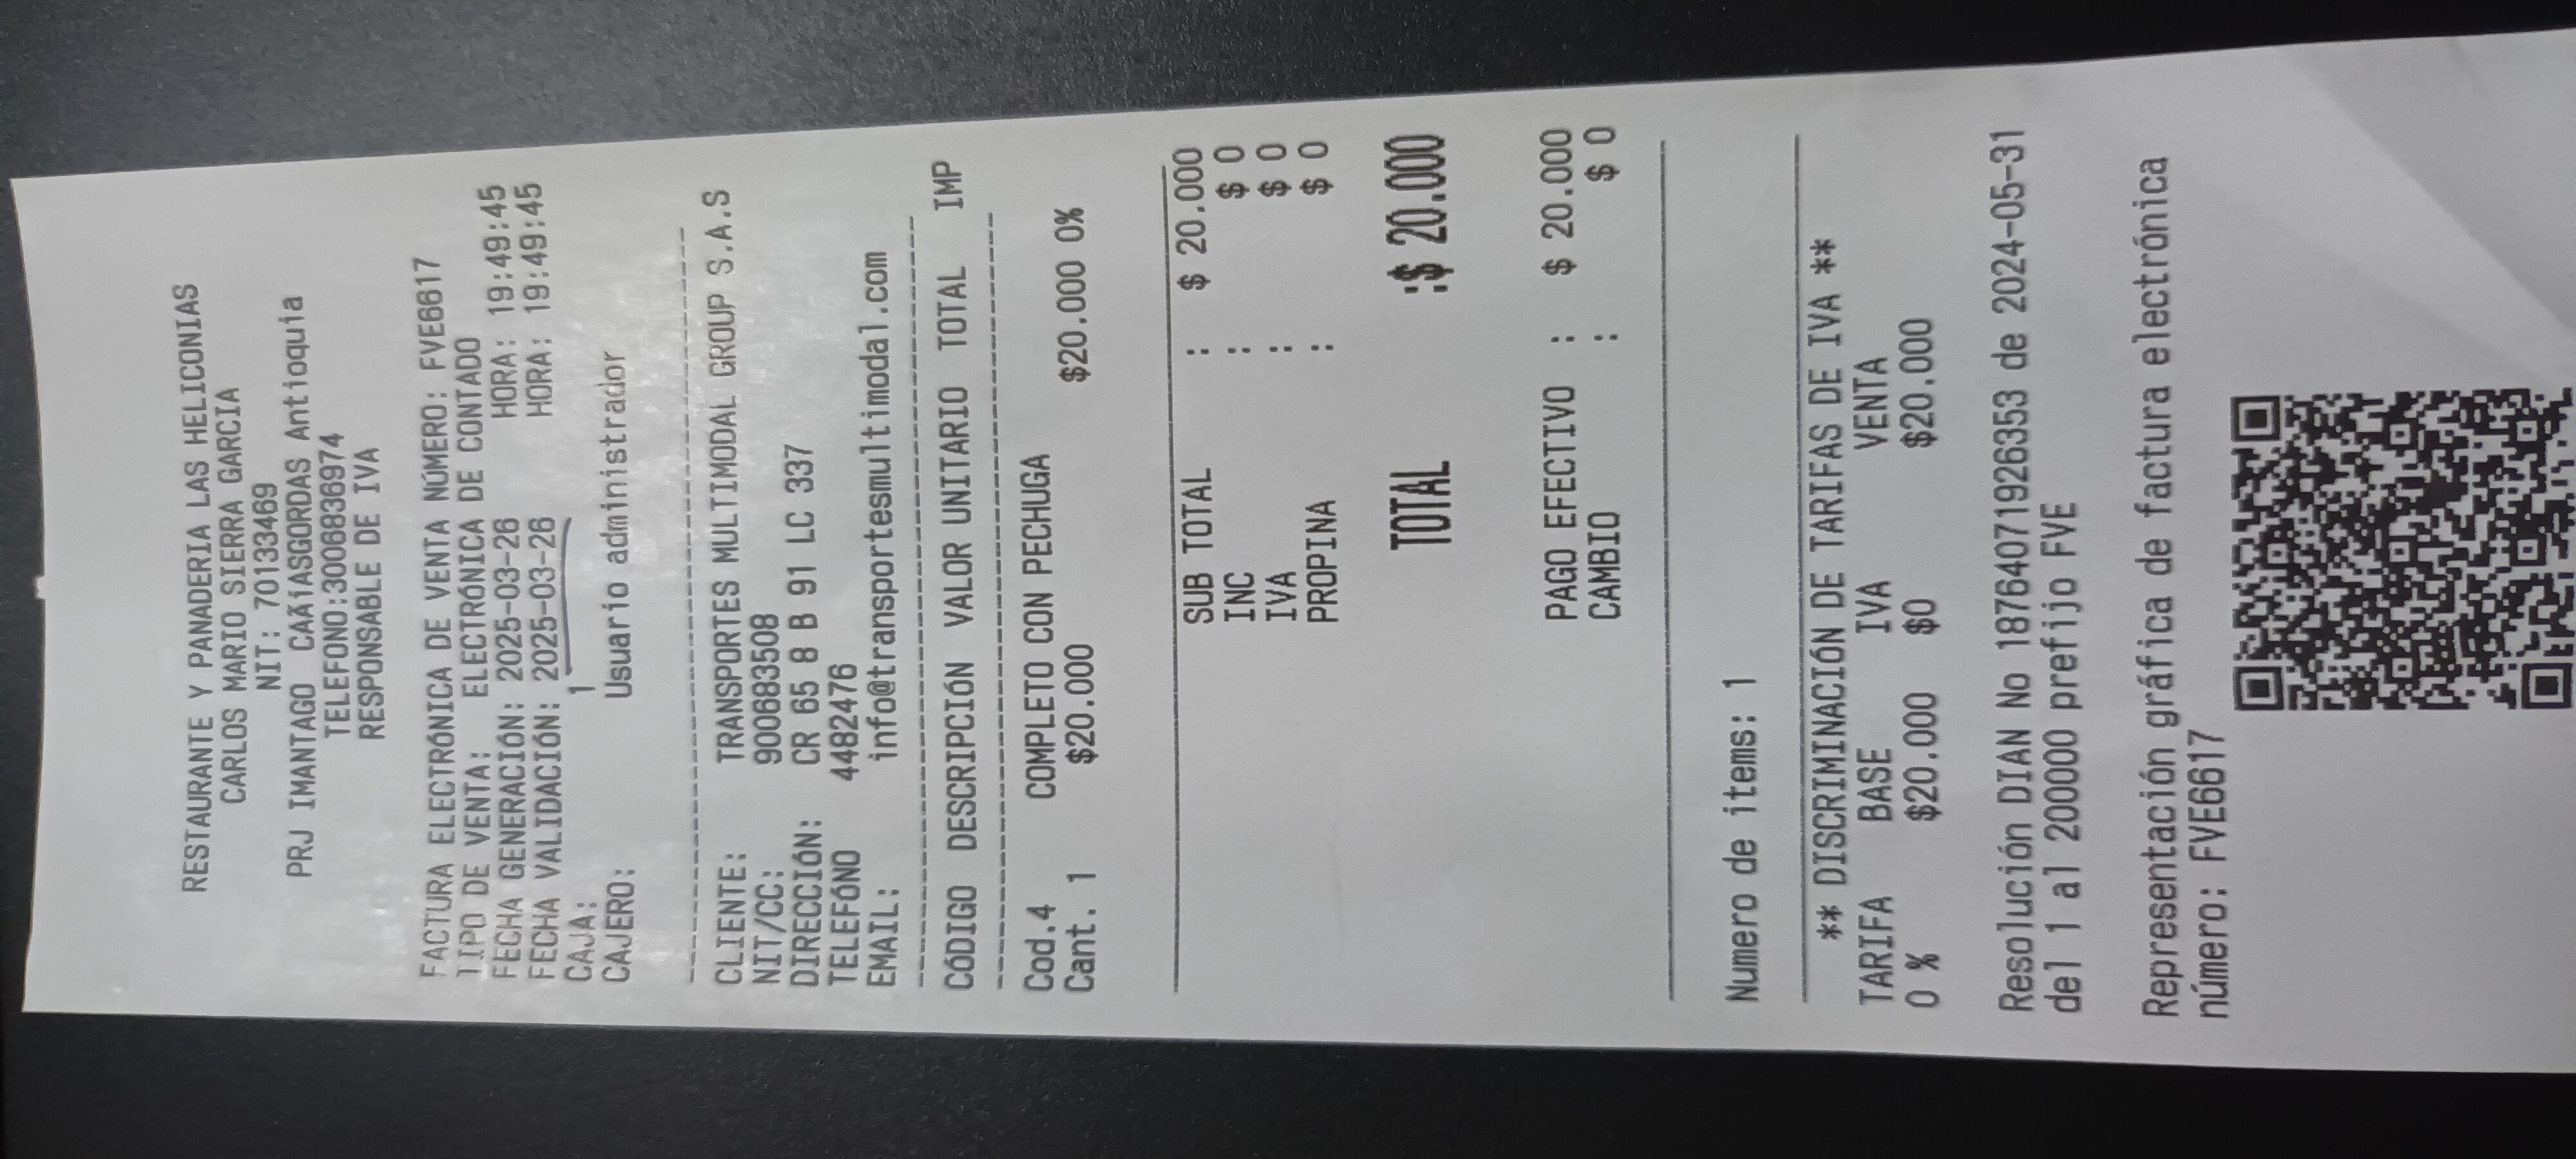 RESTAURANTE Y PANADERIA LAS HELICONIAS
CARLOS MARIO SIERRA GARCIA
NIT: 70133469
PRJ IMANTAGO CAÃ­ASGORDAS Antioquia
TELEFONO:3006836974
RESPONSABLE DE IVA
FACTURA ELECTRÓNICA DE VENTA NÚMERO: FVE6617
TIPO DE VENTA: ELECTRÓNICA DE CONTADO
FECHA GENERACIÓN: 2025-03-26 HORA: 19:49:45
FECHA VALIDACIÓN: 2025-03-26 HORA: 19:49:45
CAJA: 1
CAJERO: Usuario administrador
CLIENTE: TRANSPORTES MULTIMODAL GROUP S.A.S
NIT/CC: 900683508
DIRECCIÓN: CR 65 8 B 91 LC 337
TELEFÓNO 4482476
EMAIL: info@transportesmultimodal.com
CÓDIGO DESCRIPCIÓN VALOR UNITARIO TOTAL IMP
Cod.4 COMPLETO CON PECHUGA
Cant. 1 $20.000 $20.000 0%
SUB TOTAL : $ 20.000
INC : $ 0
IVA : $ 0
PROPINA : $ 0
TOTAL :$ 20.000
PAGO EFECTIVO : $ 20.000
CAMBIO : $ 0
Numero de items: 1
** DISCRIMINACIÓN DE TARIFAS DE IVA **
TARIFA BASE IVA VENTA
0 % $20.000 $0 $20.000
Resolución DIAN No 18764071926353 de 2024-05-31
del 1 al 200000 prefijo FVE
Representación gráfica de factura electrónica
número: FVE6617